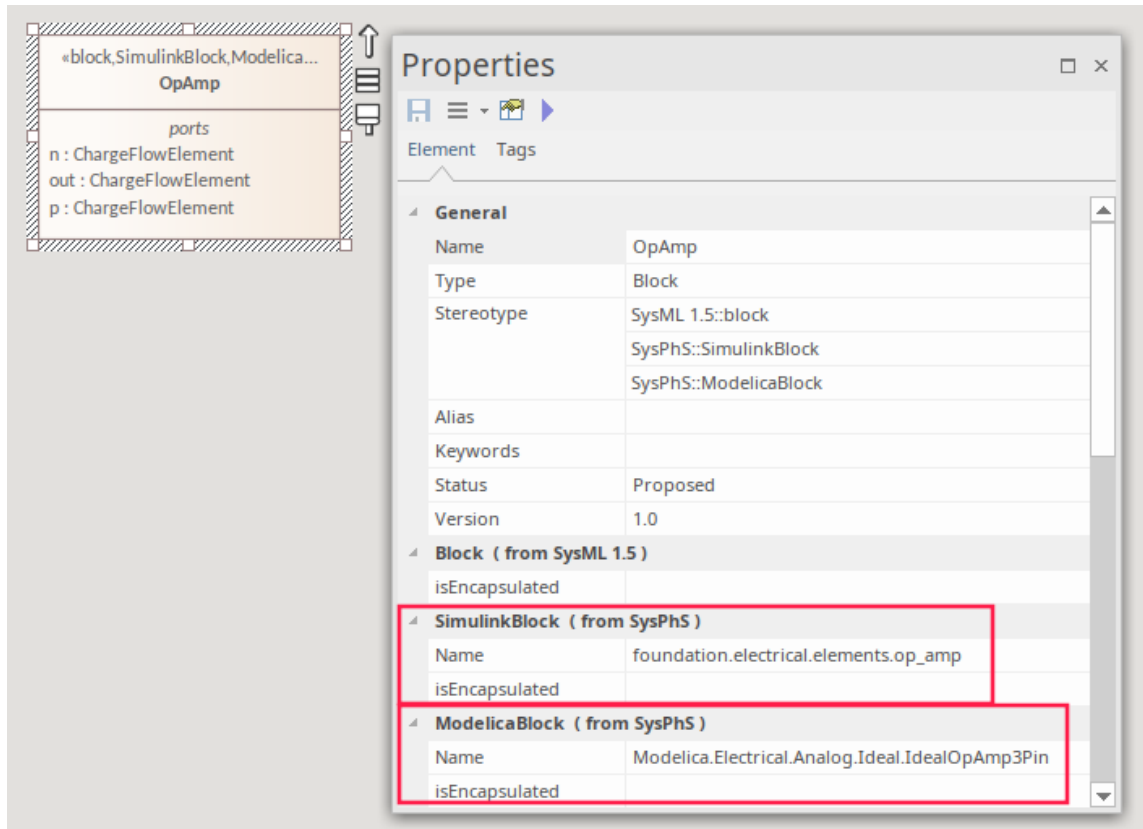 «block,SimulinkBlock,Modelica...
OpAmp
ports
n : ChargeFlowElement
out : ChargeFlowElement
p : ChargeFlowElement
Properties
Element Tags
General
Name OpAmp
Type Block
Stereotype SysML 1.5::block
SysPhS::SimulinkBlock
SysPhS::ModelicaBlock
Alias
Keywords
Status Proposed
Version 1.0
Block ( from SysML 1.5 )
isEncapsulated
SimulinkBlock ( from SysPhS )
Name foundation.electrical.elements.op_amp
isEncapsulated
ModelicaBlock ( from SysPhS )
Name Modelica.Electrical.Analog.Ideal.IdealOpAmp3Pin
isEncapsulated